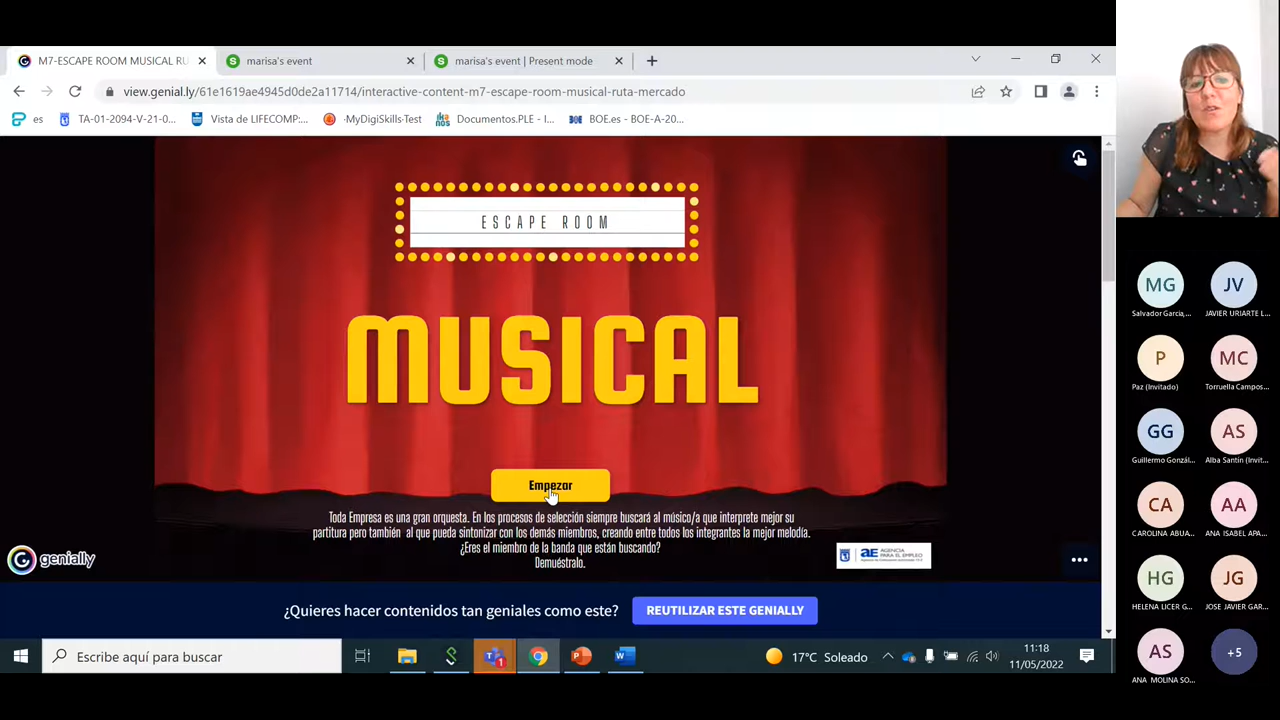 M7-ESCAPE ROOM MUSICAL RU
marisa's event
marisa's event | Present mode
view.genial.ly/61e1619ae4945d0de2a11714/interactive-content-m7-escape-room-musical-ruta-mercado
es
TA-01-2094-V-21-0...
Vista de LIFECOMP:...
·MyDigiSkills·Test
Documentos.PLE - I...
BOE.es - BOE-A-20...
ESCAPE ROOM
MUSICAL
Empezar
Toda Empresa es una gran orquesta. En los procesos de selección siempre buscará al músico/a que interprete mejor su
partitura pero también al que pueda sintonizar con los demás miembros, creando entre todos los integrantes la mejor melodía.
¿Eres el miembro de la banda que están buscando?
Demuéstralo.
genially
ae AGENCIA
PARA EL EMPLEO
¿Quieres hacer contenidos tan geniales como este?
REUTILIZAR ESTE GENIALLY
Escribe aquí para buscar
1
17°C Soleado
11:18
11/05/2022
MG
JV
Salvador Garcia,...
JAVIER URIARTE L...
P
MC
Paz (Invitado)
Torruella Campos...
GG
AS
Guillermo Gonzál...
Alba Santin (Invit...
CA
AA
CAROLINA ABUA...
ANA ISABEL APA...
HG
JG
HELENA LICER G...
JOSE JAVIER GAR...
AS
+5
ANA MOLINA SO...